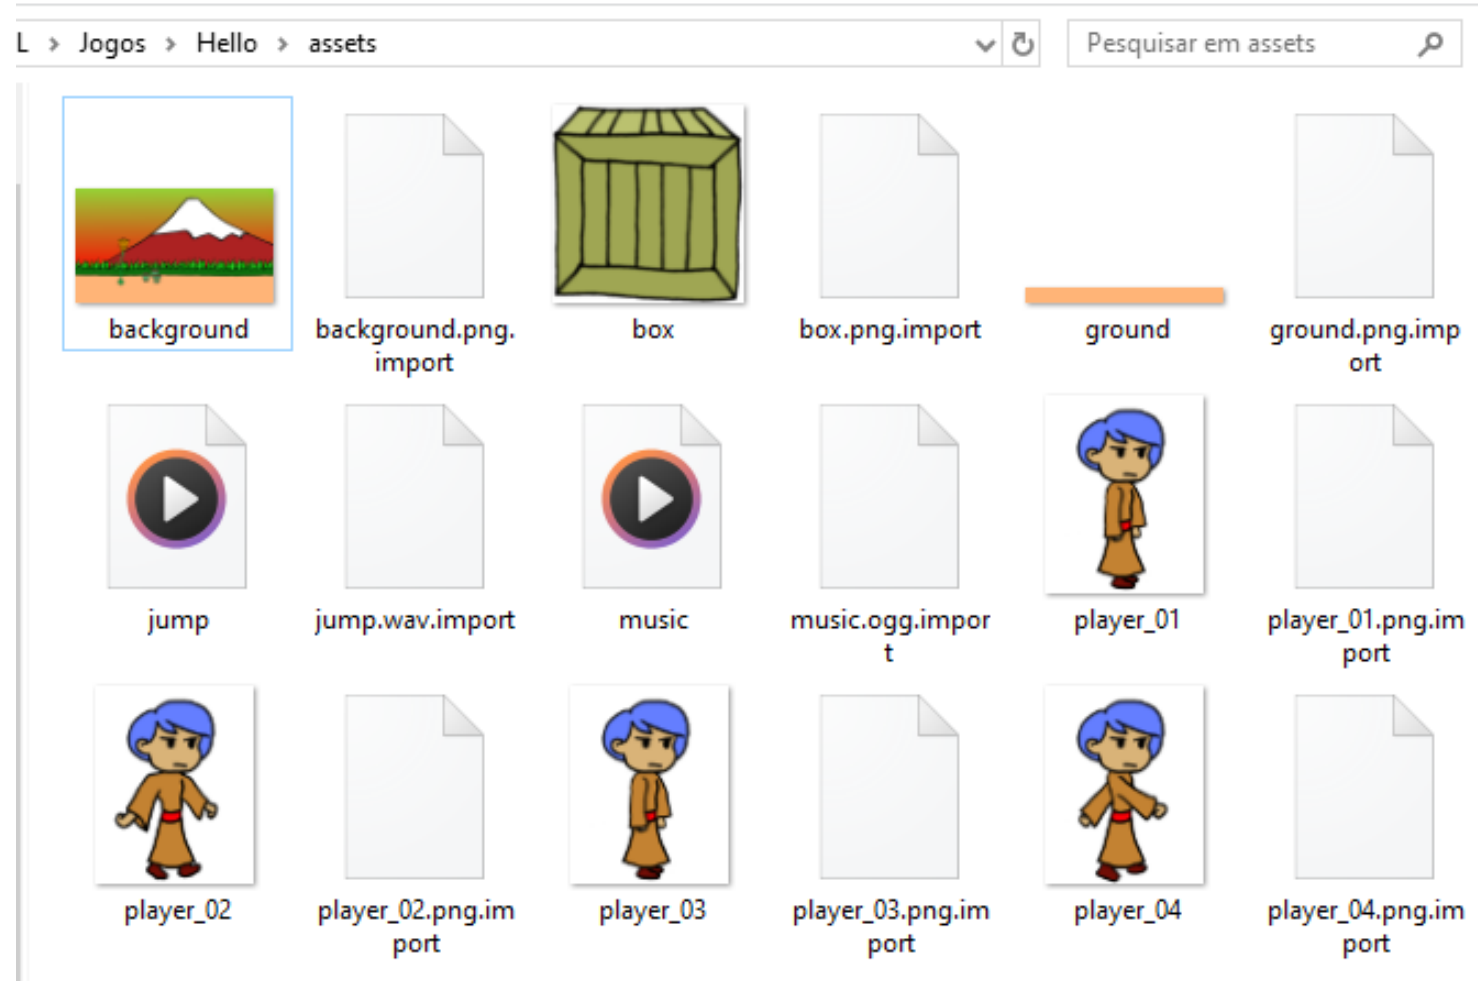 L > Jogos > Hello > assets
Pesquisar em assets
background
background.png.
import
box
box.png.import
ground
ground.png.imp
ort
jump
jump.wav.import
music
music.ogg.impor
t
player_01
player_01.png.im
port
player_02
player_02.png.im
port
player_03
player_03.png.im
port
player_04
player_04.png.im
port